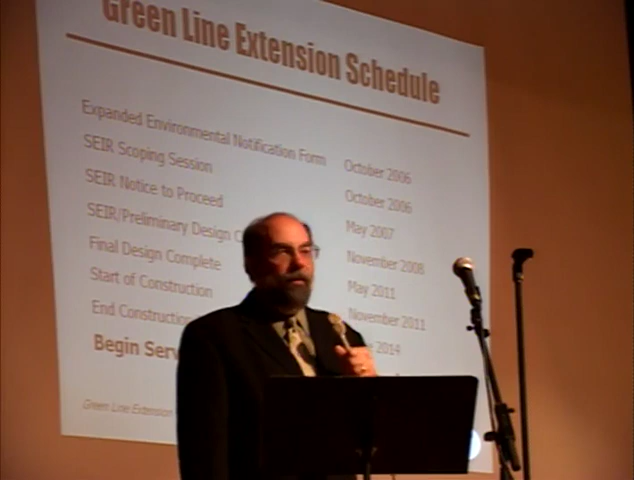 Green Line Extension Schedule
Expanded Environmental Notification Form October 2006
SEIR Scoping Session October 2006
SEIR Notice to Proceed May 2007
SEIR/Preliminary Design C November 2008
Final Design Complete May 2011
Start of Construction November 2011
End Construction 2014
Begin Serv
Green Line Extension